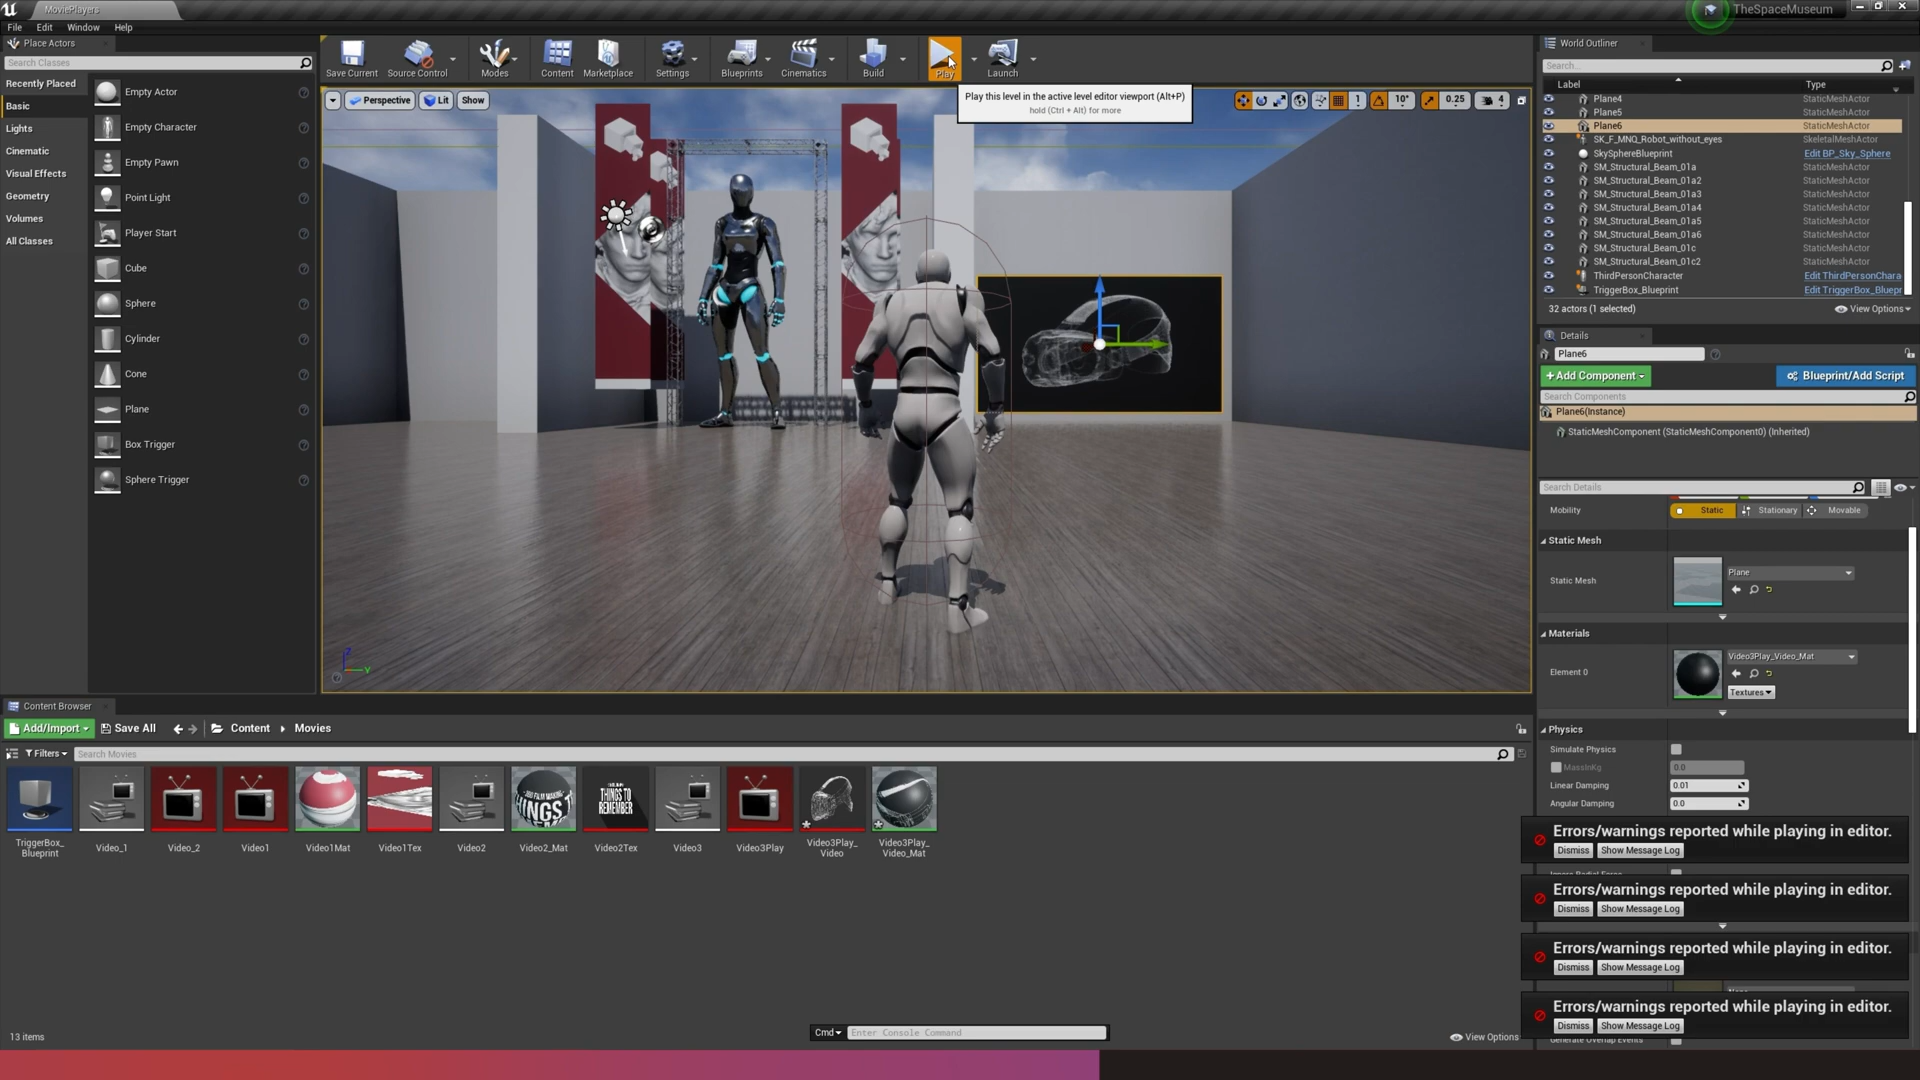 MoviePlayers
TheSpaceMuseum
File Edit Window Help
Place Actors
Search Classes
Recently Placed
Basic
Lights
Cinematic
Visual Effects
Geometry
Volumes
All Classes
Empty Actor
Empty Character
Empty Pawn
Point Light
Player Start
Cube
Sphere
Cylinder
Cone
Plane
Box Trigger
Sphere Trigger
Save Current
Source Control
Modes
Content
Marketplace
Settings
Blueprints
Cinematics
Build
Play
Launch
Play this level in the active level editor viewport (Alt+P)
hold (Ctrl + Alt) for more
Perspective Lit Show
1 10° 0.25 4
World Outliner
Search...
Label Type
Plane4 StaticMeshActor
Plane5 StaticMeshActor
Plane6 StaticMeshActor
SK_F_MNQ_Robot_without_eyes SkeletalMeshActor
SkySphereBlueprint Edit BP_Sky_Sphere
SM_Structural_Beam_01a StaticMeshActor
SM_Structural_Beam_01a2 StaticMeshActor
SM_Structural_Beam_01a3 StaticMeshActor
SM_Structural_Beam_01a4 StaticMeshActor
SM_Structural_Beam_01a5 StaticMeshActor
SM_Structural_Beam_01a6 StaticMeshActor
SM_Structural_Beam_01c StaticMeshActor
SM_Structural_Beam_01c2 StaticMeshActor
ThirdPersonCharacter Edit ThirdPersonChara
TriggerBox_Blueprint Edit TriggerBox_Bluepr
32 actors (1 selected) View Options
Details
Plane6
+Add Component Blueprint/Add Script
Search Components
Plane6(Instance)
StaticMeshComponent (StaticMeshComponent0) (Inherited)
Search Details
Mobility Static Stationary Movable
Static Mesh
Static Mesh Plane
Materials
Element 0 Video3Play_Video_Mat
Textures
Physics
Simulate Physics
MassInKg 0.0
Linear Damping 0.01
Angular Damping 0.0
Errors/warnings reported while playing in editor.
Dismiss Show Message Log
Errors/warnings reported while playing in editor.
Dismiss Show Message Log
Errors/warnings reported while playing in editor.
Dismiss Show Message Log
Errors/warnings reported while playing in editor.
Dismiss Show Message Log
Generate Overlap Events
Z
Y
Content Browser
Add/Import Save All Content Movies
Filters Search Movies
THINGS TO REMEMBER
TriggerBox_
Blueprint
Video_1
Video_2
Video1
Video1Mat
Video1Tex
Video2
Video2_Mat
Video2Tex
Video3
Video3Play
Video3Play_
Video
Video3Play_
Video_Mat
13 items
Cmd Enter Console Command
View Options